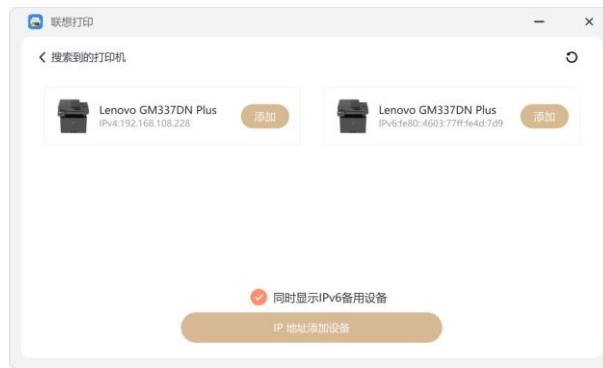 联想打印
搜索到的打印机
Lenovo GM337DN Plus
IPv4:192.168.108.228
添加
Lenovo GM337DN Plus
IPv6:fe80::4603:77ff:fe4d:7d9
添加
同时显示IPv6备用设备
IP 地址添加设备